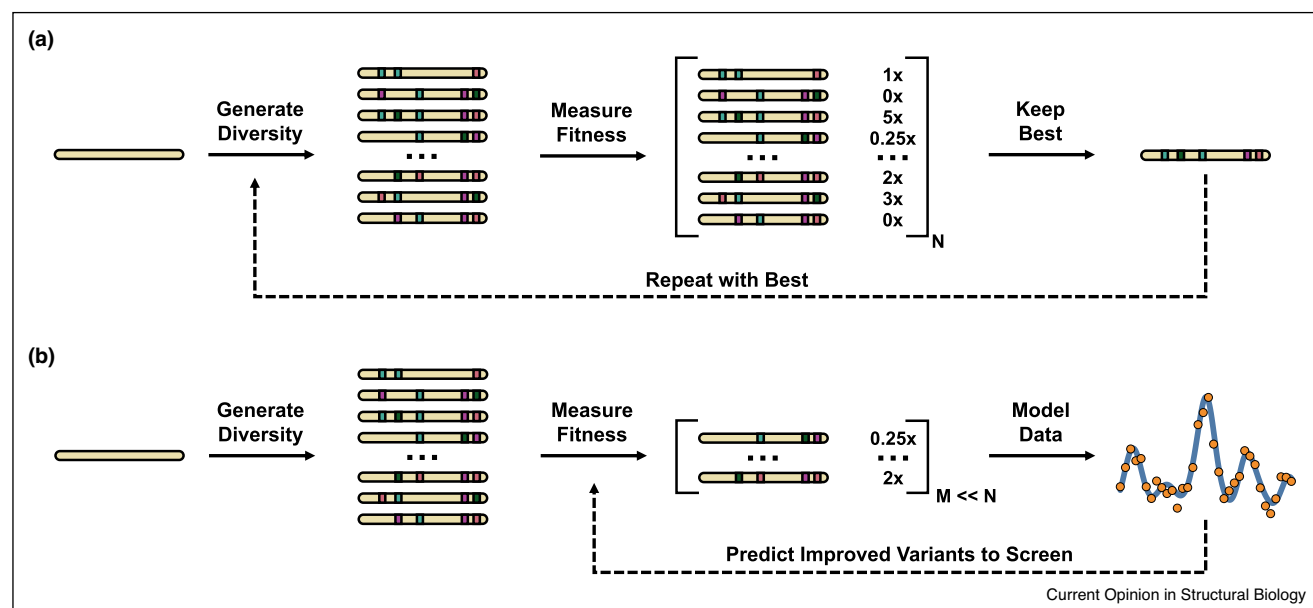 (a)
Generate
Diversity
Measure
Fitness
1x
0x
5x
0.25x
2x
3x
0x
N
Keep
Best
Repeat with Best
(b)
Generate
Diversity
Measure
Fitness
0.25x
2x
M << N
Model
Data
Predict Improved Variants to Screen
Current Opinion in Structural Biology